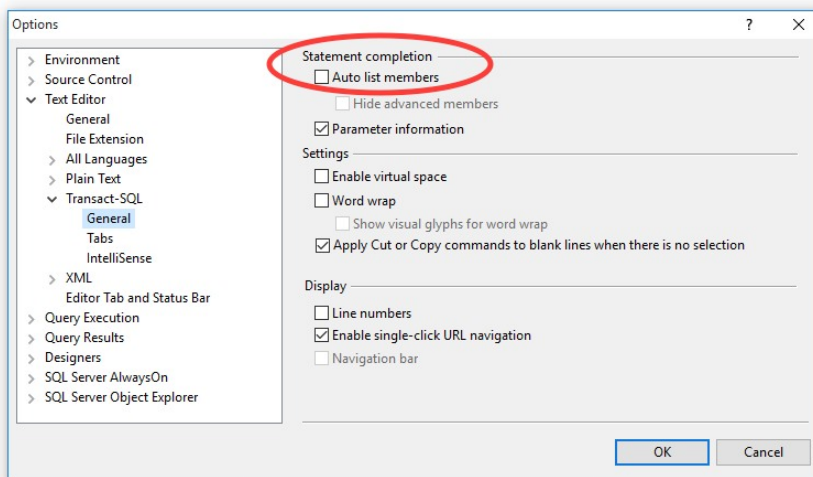 Options
Environment
Source Control
Text Editor
General
File Extension
All Languages
Plain Text
Transact-SQL
General
Tabs
IntelliSense
XML
Editor Tab and Status Bar
Query Execution
Query Results
Designers
SQL Server AlwaysOn
SQL Server Object Explorer
Statement completion
Auto list members
Hide advanced members
Parameter information
Settings
Enable virtual space
Word wrap
Show visual glyphs for word wrap
Apply Cut or Copy commands to blank lines when there is no selection
Display
Line numbers
Enable single-click URL navigation
Navigation bar
OK
Cancel